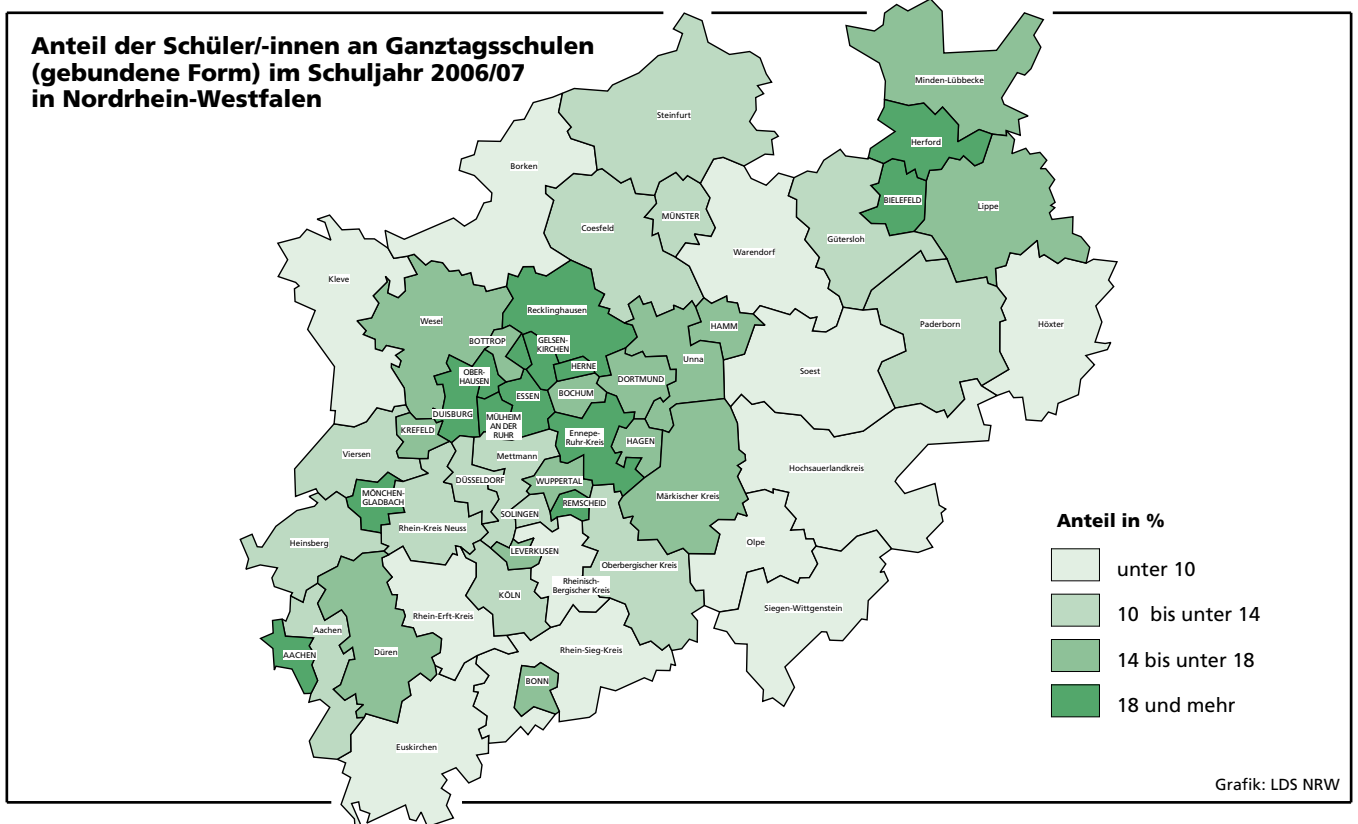 Anteil der Schüler/-innen an Ganztagsschulen
(gebundene Form) im Schuljahr 2006/07
in Nordrhein-Westfalen
Minden-Lübbecke
Steinfurt
Herford
Borken
BIELEFELD
Lippe
MÜNSTER
Coesfeld
Gütersloh
Warendorf
Kleve
Recklinghausen
Wesel
HAMM
Paderborn
Höxter
BOTTROP
GELSEN-
KIRCHEN
Unna
HERNE
Soest
OBER-
HAUSEN
DORTMUND
ESSEN
BOCHUM
DUISBURG
MÜLHEIM
AN DER
RUHR
KREFELD
Ennepe-
Ruhr-Kreis
HAGEN
Viersen
Mettmann
Hochsauerlandkreis
DÜSSELDORF
WUPPERTAL
MÖNCHEN-
GLADBACH
Märkischer Kreis
REMSCHEID
SOLINGEN
Rhein-Kreis Neuss
Heinsberg
Olpe
LEVERKUSEN
Oberbergischer Kreis
Rheinisch-
Bergischer Kreis
KÖLN
Siegen-Wittgenstein
Rhein-Erft-Kreis
Aachen
Rhein-Sieg-Kreis
AACHEN
Düren
BONN
Euskirchen
Anteil in %
unter 10
10 bis unter 14
14 bis unter 18
18 und mehr
Grafik: LDS NRW